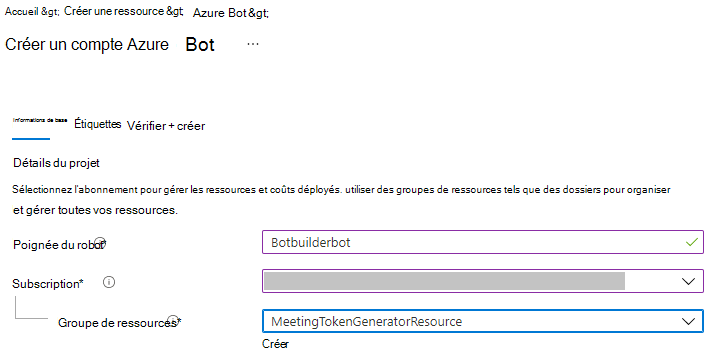 Accueil &gt; Créer une ressource &gt; Azure Bot &gt;
Créer un compte Azure Bot ...
Informations de base Étiquettes Vérifier + créer
Détails du projet
Sélectionnez l'abonnement pour gérer les ressources et coûts déployés. utiliser des groupes de ressources tels que des dossiers pour organiser
et gérer toutes vos ressources.
Poignée du robot* Botbuilderbot
Subscription*
Groupe de ressources* MeetingTokenGeneratorResource
Créer